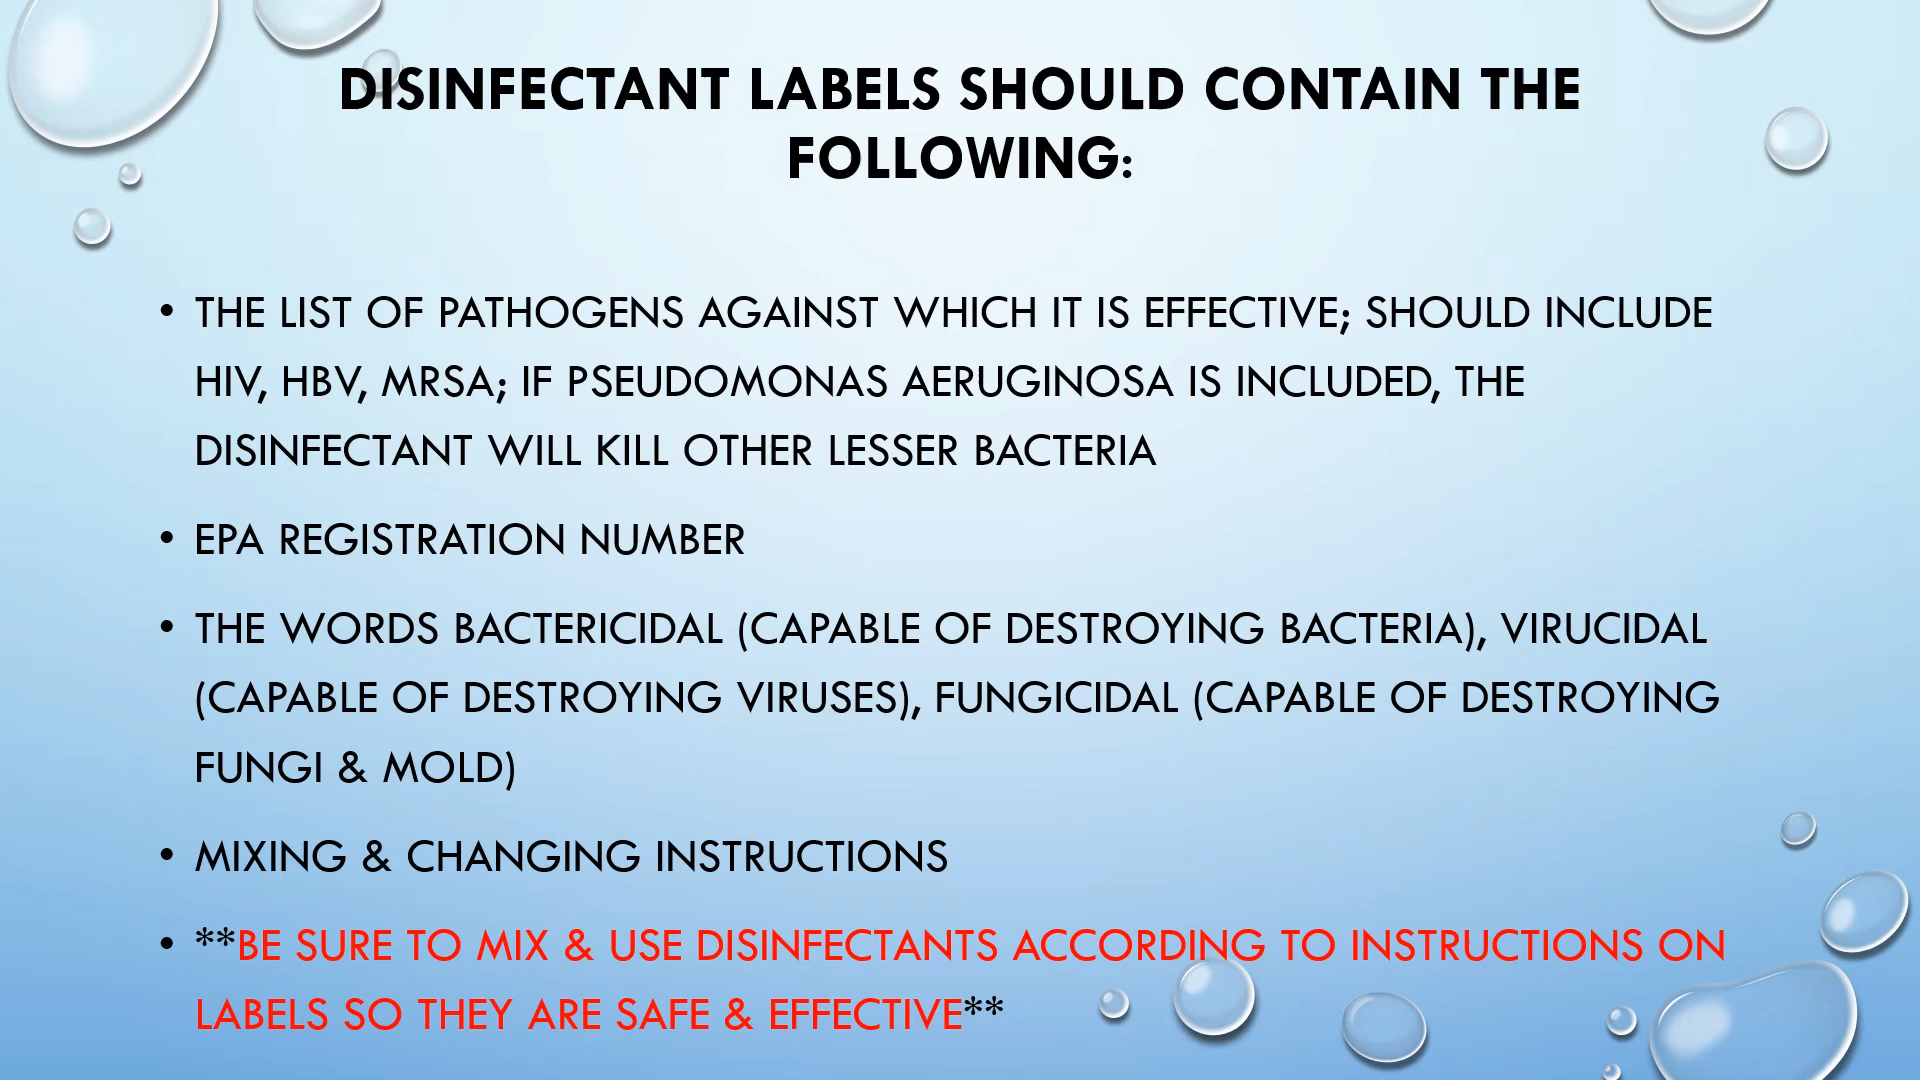 DISINFECTANT LABELS SHOULD CONTAIN THE
FOLLOWING:
• THE LIST OF PATHOGENS AGAINST WHICH IT IS EFFECTIVE; SHOULD INCLUDE
HIV, HBV, MRSA; IF PSEUDOMONAS AERUGINOSA IS INCLUDED, THE
DISINFECTANT WILL KILL OTHER LESSER BACTERIA
• EPA REGISTRATION NUMBER
• THE WORDS BACTERICIDAL (CAPABLE OF DESTROYING BACTERIA), VIRUCIDAL
(CAPABLE OF DESTROYING VIRUSES), FUNGICIDAL (CAPABLE OF DESTROYING
FUNGI & MOLD)
• MIXING & CHANGING INSTRUCTIONS
• **BE SURE TO MIX & USE DISINFECTANTS ACCORDING TO INSTRUCTIONS ON
LABELS SO THEY ARE SAFE & EFFECTIVE**